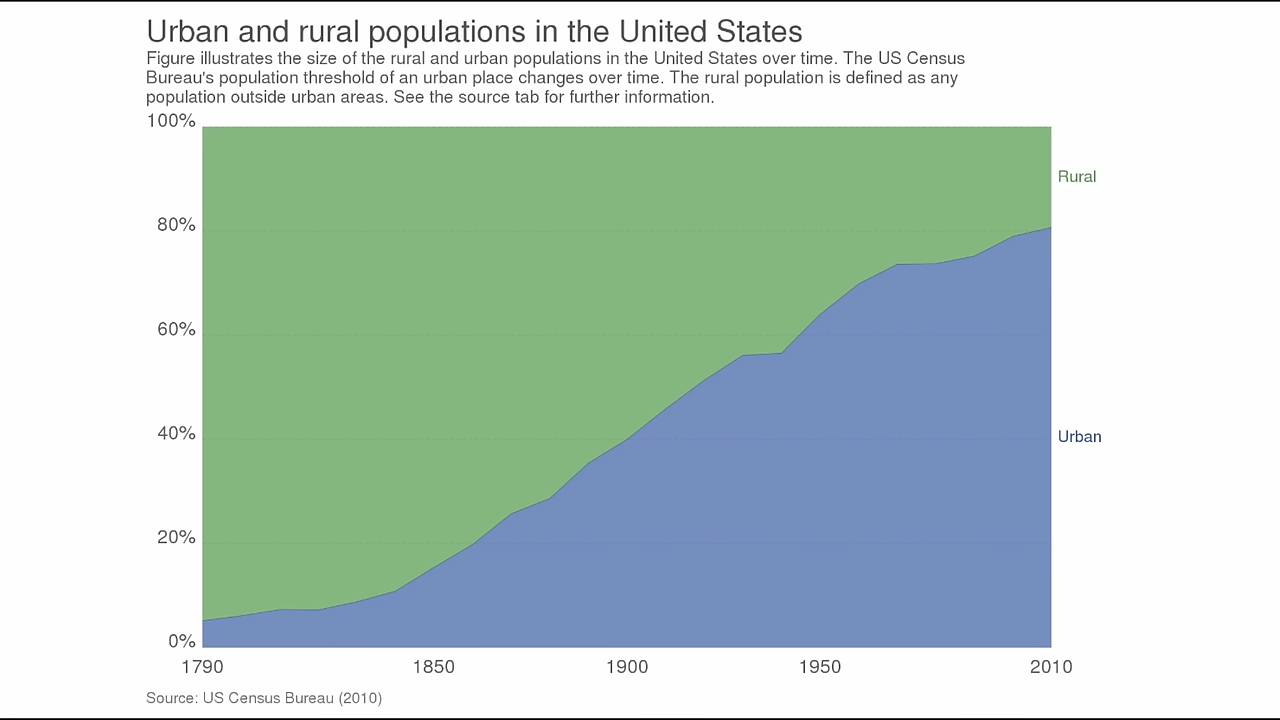 Urban and rural populations in the United States
Figure illustrates the size of the rural and urban populations in the United States over time. The US Census
Bureau's population threshold of an urban place changes over time. The rural population is defined as any
population outside urban areas. See the source tab for further information.
100%
Rural
80%
60%
40%
Urban
20%
0%
1790 1850 1900 1950 2010
Source: US Census Bureau (2010)